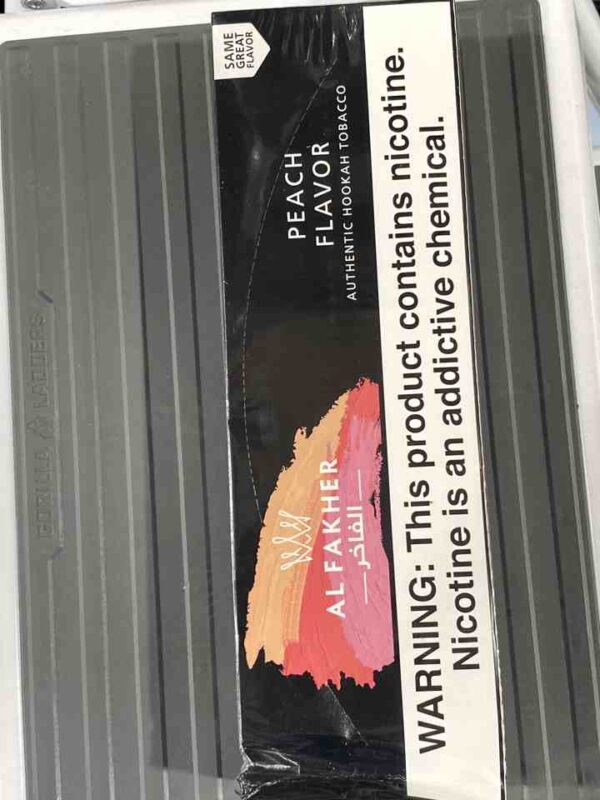 SAME
GREAT
FLAVOR
PEACH
FLAVOR
AUTHENTIC HOOKAH TOBACCO
AL FAKHER
الفاخر
WARNING: This product contains nicotine.
Nicotine is an addictive chemical.
GORILLA LADDERS